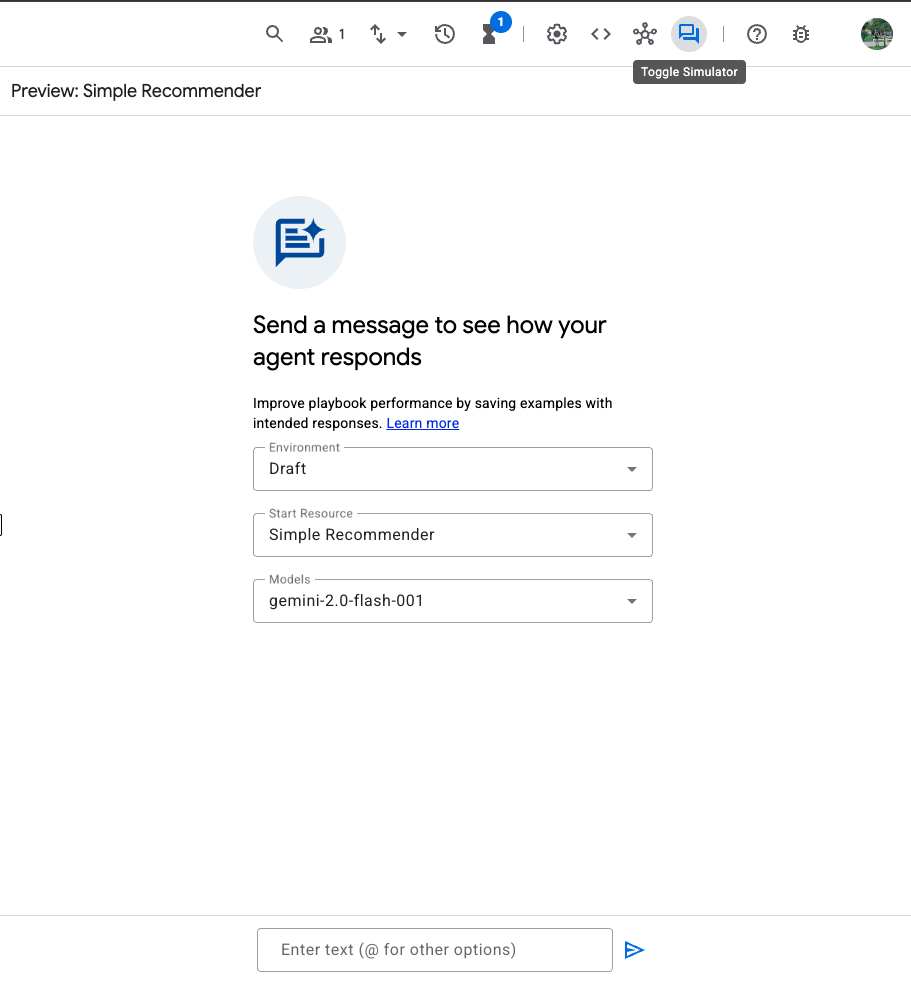 1
1
Toggle Simulator
Preview: Simple Recommender
Send a message to see how your
agent responds
Improve playbook performance by saving examples with
intended responses. Learn more
Environment
Draft
Start Resource
Simple Recommender
Models
gemini-2.0-flash-001
Enter text (@ for other options)